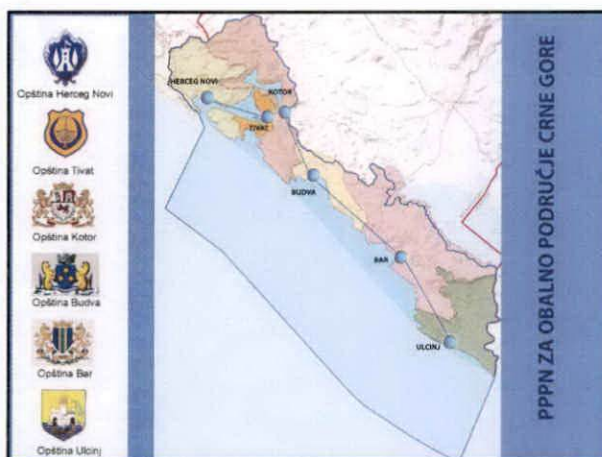 Opština Herceg Novi
Opština Tivat
Opština Kotor
Opština Budva
Opština Bar
Opština Ulcinj
HERCEG NOVI
KOTOR
TIVAT
BUDVA
BAR
ULCINJ
PPPN ZA OBALNO PODRUČJE CRNE GORE